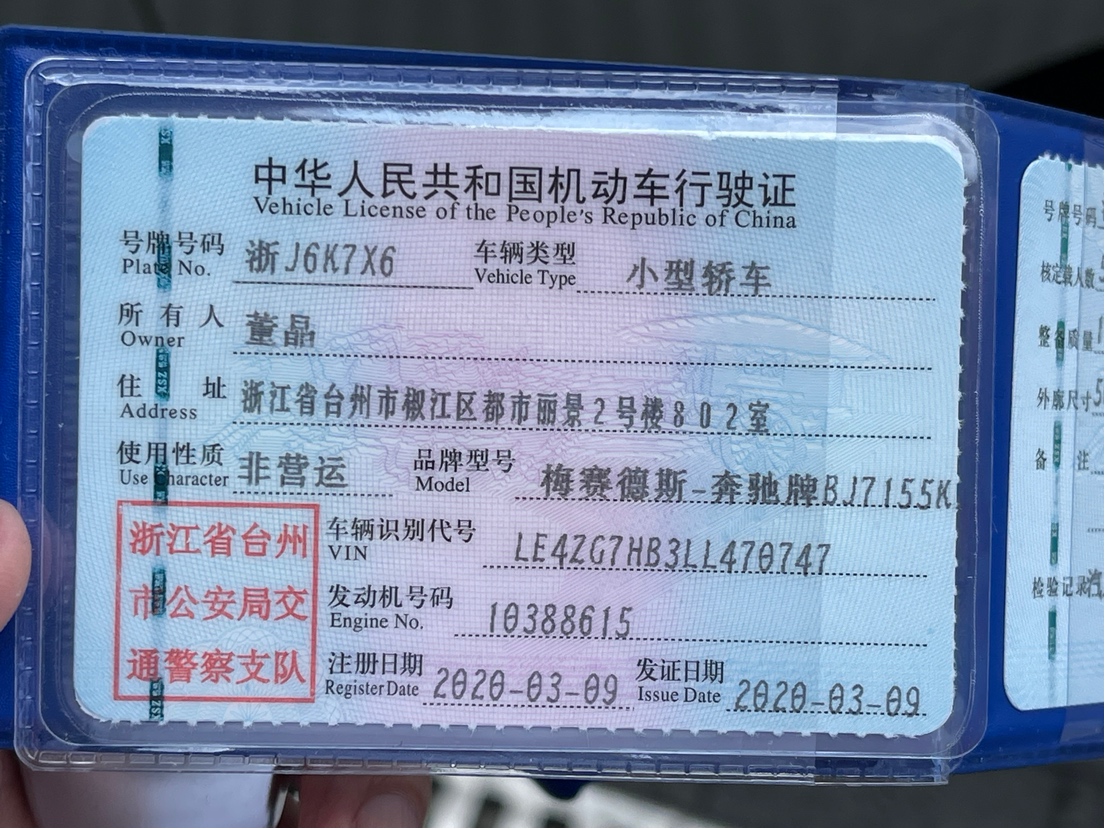 中华人民共和国机动车行驶证
Vehicle License of the People's Republic of China
号牌号码 浙J6K7X6 车辆类型 小型轿车
Plate No. Vehicle Type
所有人 董晶
Owner
住址 浙江省台州市椒江区都市丽景2号楼802室
Address
使用性质 非营运 品牌型号 梅赛德斯-奔驰牌BJ7155K
Use Character Model
浙江省台州
市公安局交
通警察支队
车辆识别代号 LE4ZG7HB3LL470747
VIN
发动机号码 10388615
Engine No.
注册日期 2020-03-09 发证日期 2020-03-09
Register Date Issue Date
号牌号码
核定载人数
整备质量
外廓尺寸
备注
检验记录